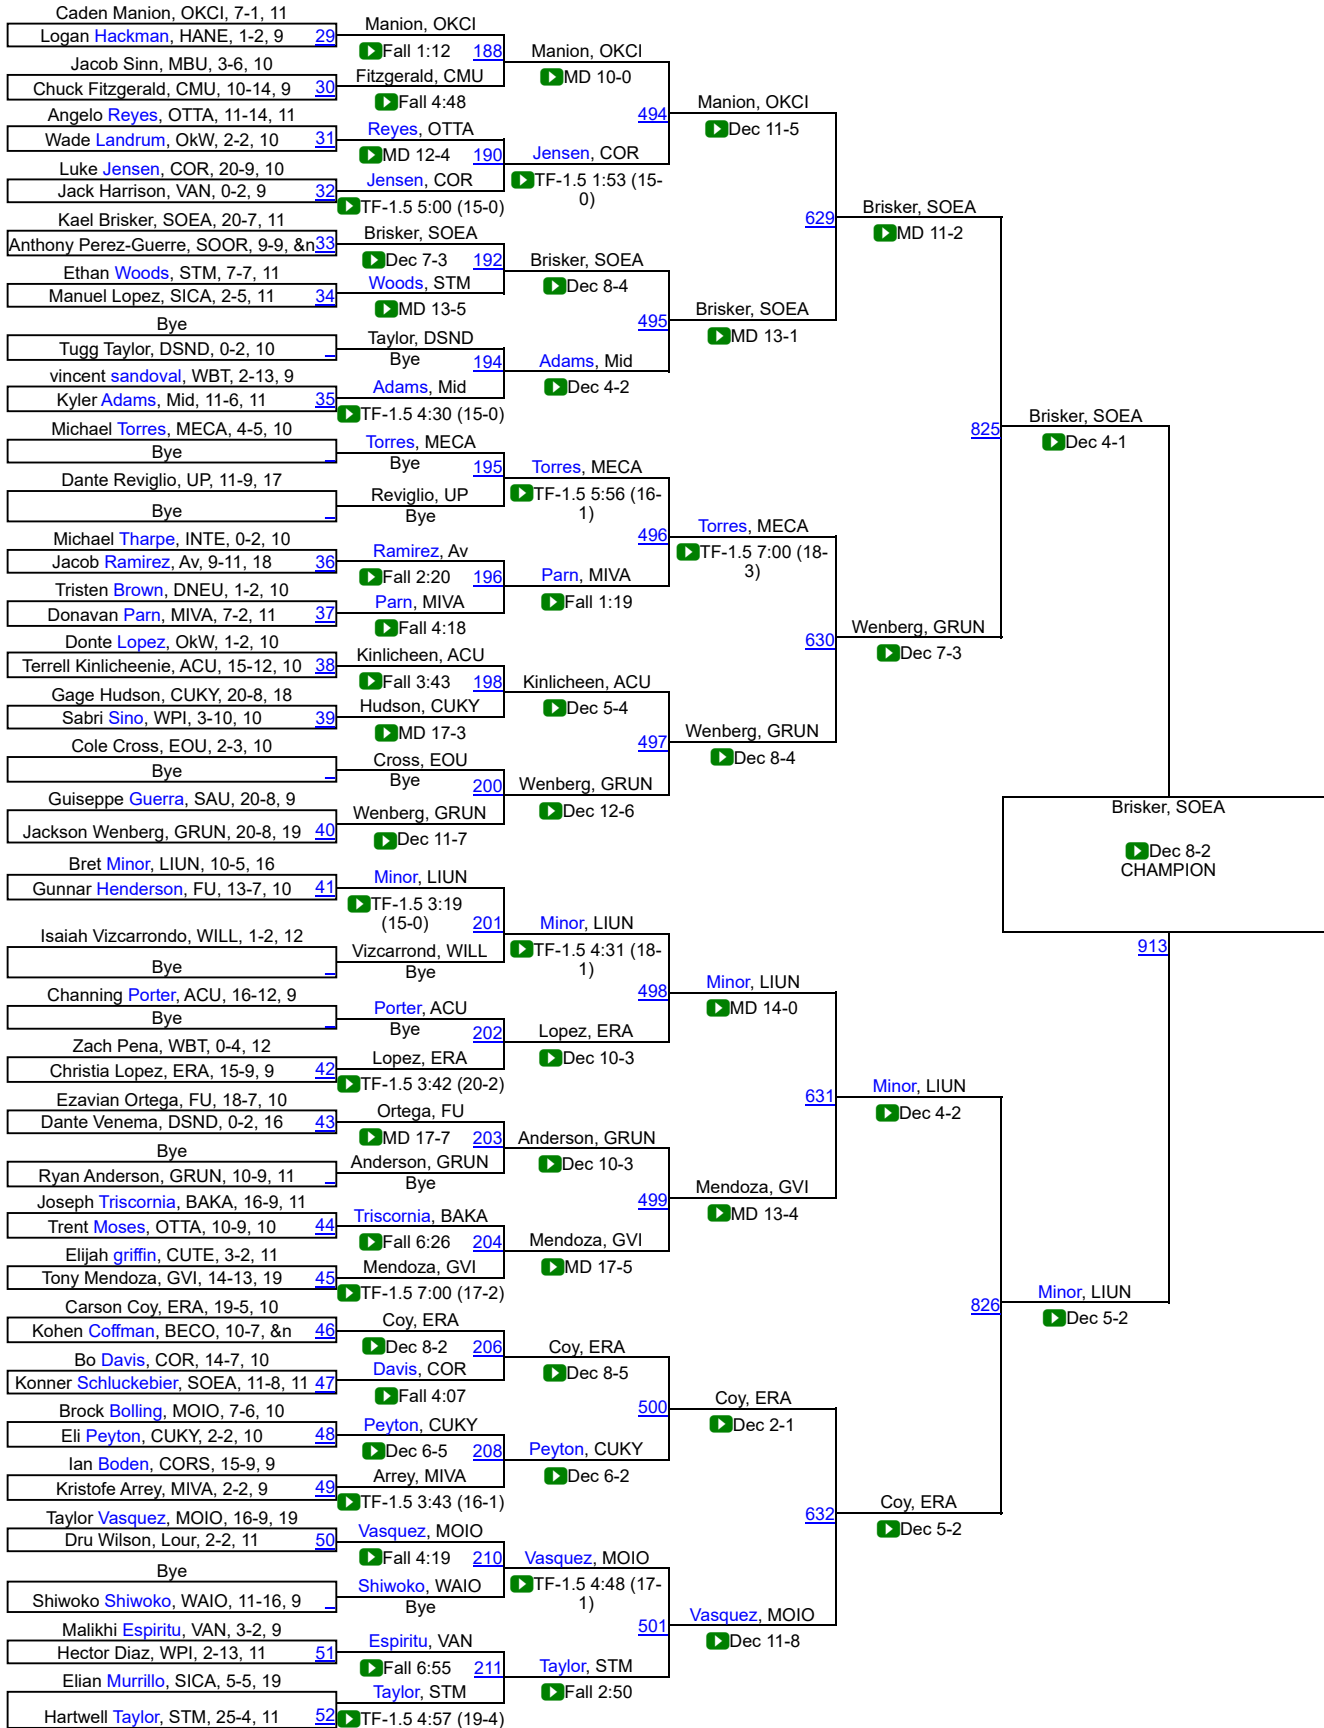 Caden Manion, OKCI, 7-1, 11
Logan Hackman, HANE, 1-2, 9 29
Jacob Sinn, MBU, 3-6, 10
Chuck Fitzgerald, CMU, 10-14, 9 30
Angelo Reyes, OTTA, 11-14, 11
Wade Landrum, OkW, 2-2, 10 31
Luke Jensen, COR, 20-9, 10
Jack Harrison, VAN, 0-2, 9 32
Kael Brisker, SOEA, 20-7, 11
Anthony Perez-Guerre, SOOR, 9-9, &n 33
Ethan Woods, STM, 7-7, 11
Manuel Lopez, SICA, 2-5, 11 34
Bye
Tugg Taylor, DSND, 0-2, 10
vincent sandoval, WBT, 2-13, 9
Kyler Adams, Mid, 11-6, 11 35
Michael Torres, MECA, 4-5, 10
Bye
Dante Reviglio, UP, 11-9, 17
Bye
Michael Tharpe, INTE, 0-2, 10
Jacob Ramirez, Av, 9-11, 18 36
Tristen Brown, DNEU, 1-2, 10
Donavan Parn, MIVA, 7-2, 11 37
Donte Lopez, OkW, 1-2, 10
Terrell Kinlicheenie, ACU, 15-12, 10 38
Gage Hudson, CUKY, 20-8, 18
Sabri Sino, WPI, 3-10, 10 39
Cole Cross, EOU, 2-3, 10
Bye
Guiseppe Guerra, SAU, 20-8, 9
Jackson Wenberg, GRUN, 20-8, 19 40
Bret Minor, LIUN, 10-5, 16
Gunnar Henderson, FU, 13-7, 10 41
Isaiah Vizcarrondo, WILL, 1-2, 12
Bye
Channing Porter, ACU, 16-12, 9
Bye
Zach Pena, WBT, 0-4, 12
Christia Lopez, ERA, 15-9, 9 42
Ezavian Ortega, FU, 18-7, 10
Dante Venema, DSND, 0-2, 16 43
Bye
Ryan Anderson, GRUN, 10-9, 11
Joseph Triscornia, BAKA, 16-9, 11
Trent Moses, OTTA, 10-9, 10 44
Elijah griffin, CUTE, 3-2, 11
Tony Mendoza, GVI, 14-13, 19 45
Carson Coy, ERA, 19-5, 10
Kohen Coffman, BECO, 10-7, &n 46
Bo Davis, COR, 14-7, 10
Konner Schluckebier, SOEA, 11-8, 11 47
Brock Bolling, MOIO, 7-6, 10
Eli Peyton, CUKY, 2-2, 10 48
Ian Boden, CORS, 15-9, 9
Kristofe Arrey, MIVA, 2-2, 9 49
Taylor Vasquez, MOIO, 16-9, 19
Dru Wilson, Lour, 2-2, 11 50
Bye
Shiwoko Shiwoko, WAIO, 11-16, 9
Malikhi Espiritu, VAN, 3-2, 9
Hector Diaz, WPI, 2-13, 11 51
Elian Murrillo, SICA, 5-5, 19
Hartwell Taylor, STM, 25-4, 11 52
Manion, OKCI
Fall 1:12 188
Fitzgerald, CMU
Fall 4:48
Reyes, OTTA
MD 12-4 190
Jensen, COR
TF-1.5 5:00 (15-0)
Brisker, SOEA
Dec 7-3 192
Woods, STM
MD 13-5
Taylor, DSND
Bye 194
Adams, Mid
TF-1.5 4:30 (15-0)
Torres, MECA
Bye 195
Reviglio, UP
Bye
Ramirez, Av
Fall 2:20 196
Parn, MIVA
Fall 4:18
Kinlicheen, ACU
Fall 3:43 198
Hudson, CUKY
MD 17-3
Cross, EOU
Bye 200
Wenberg, GRUN
Dec 11-7
Minor, LIUN
TF-1.5 3:19
(15-0) 201
Vizcarrond, WILL
Bye
Porter, ACU
Bye 202
Lopez, ERA
TF-1.5 3:42 (20-2)
Ortega, FU
MD 17-7 203
Anderson, GRUN
Bye
Triscornia, BAKA
Fall 6:26 204
Mendoza, GVI
TF-1.5 7:00 (17-2)
Coy, ERA
Dec 8-2 206
Davis, COR
Fall 4:07
Peyton, CUKY
Dec 6-5 208
Arrey, MIVA
TF-1.5 3:43 (16-1)
Vasquez, MOIO
Fall 4:19 210
Shiwoko, WAIO
Bye
Espiritu, VAN
Fall 6:55 211
Taylor, STM
TF-1.5 4:57 (19-4)
Manion, OKCI
MD 10-0
494
Jensen, COR
TF-1.5 1:53 (15-
0)
Brisker, SOEA
Dec 8-4
495
Adams, Mid
Dec 4-2
Torres, MECA
TF-1.5 5:56 (16-
1)
496
Parn, MIVA
Fall 1:19
Kinlicheen, ACU
Dec 5-4
497
Wenberg, GRUN
Dec 12-6
Minor, LIUN
TF-1.5 4:31 (18-
1)
498
Lopez, ERA
Dec 10-3
Anderson, GRUN
Dec 10-3
499
Mendoza, GVI
MD 17-5
Coy, ERA
Dec 8-5
500
Peyton, CUKY
Dec 6-2
Vasquez, MOIO
TF-1.5 4:48 (17-
1)
501
Taylor, STM
Fall 2:50
Manion, OKCI
Dec 11-5
629
Brisker, SOEA
MD 13-1
Torres, MECA
TF-1.5 7:00 (18-
3)
630
Wenberg, GRUN
Dec 8-4
Minor, LIUN
MD 14-0
631
Mendoza, GVI
MD 13-4
Coy, ERA
Dec 2-1
632
Vasquez, MOIO
Dec 11-8
Brisker, SOEA
MD 11-2
825
Wenberg, GRUN
Dec 7-3
Minor, LIUN
Dec 4-2
826
Coy, ERA
Dec 5-2
Brisker, SOEA
Dec 4-1
Brisker, SOEA
Dec 8-2
CHAMPION
913
Minor, LIUN
Dec 5-2